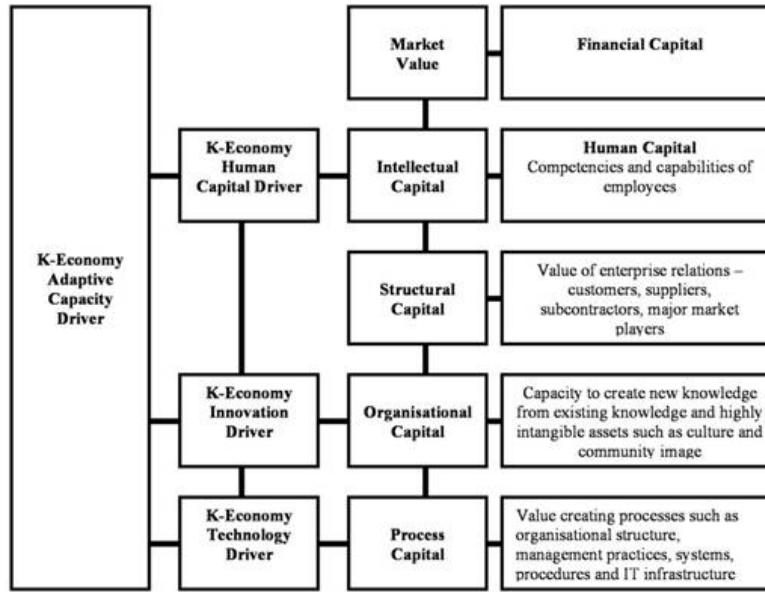 K-Economy
Adaptive
Capacity
Driver
K-Economy
Human
Capital Driver
K-Economy
Innovation
Driver
K-Economy
Technology
Driver
Market
Value
Intellectual
Capital
Structural
Capital
Organisational
Capital
Process
Capital
Financial Capital
Human Capital
Competencies and capabilities of
employees
Value of enterprise relations –
customers, suppliers,
subcontractors, major market
players
Capacity to create new knowledge
from existing knowledge and highly
intangible assets such as culture and
community image
Value creating processes such as
organisational structure,
management practices, systems,
procedures and IT infrastructure